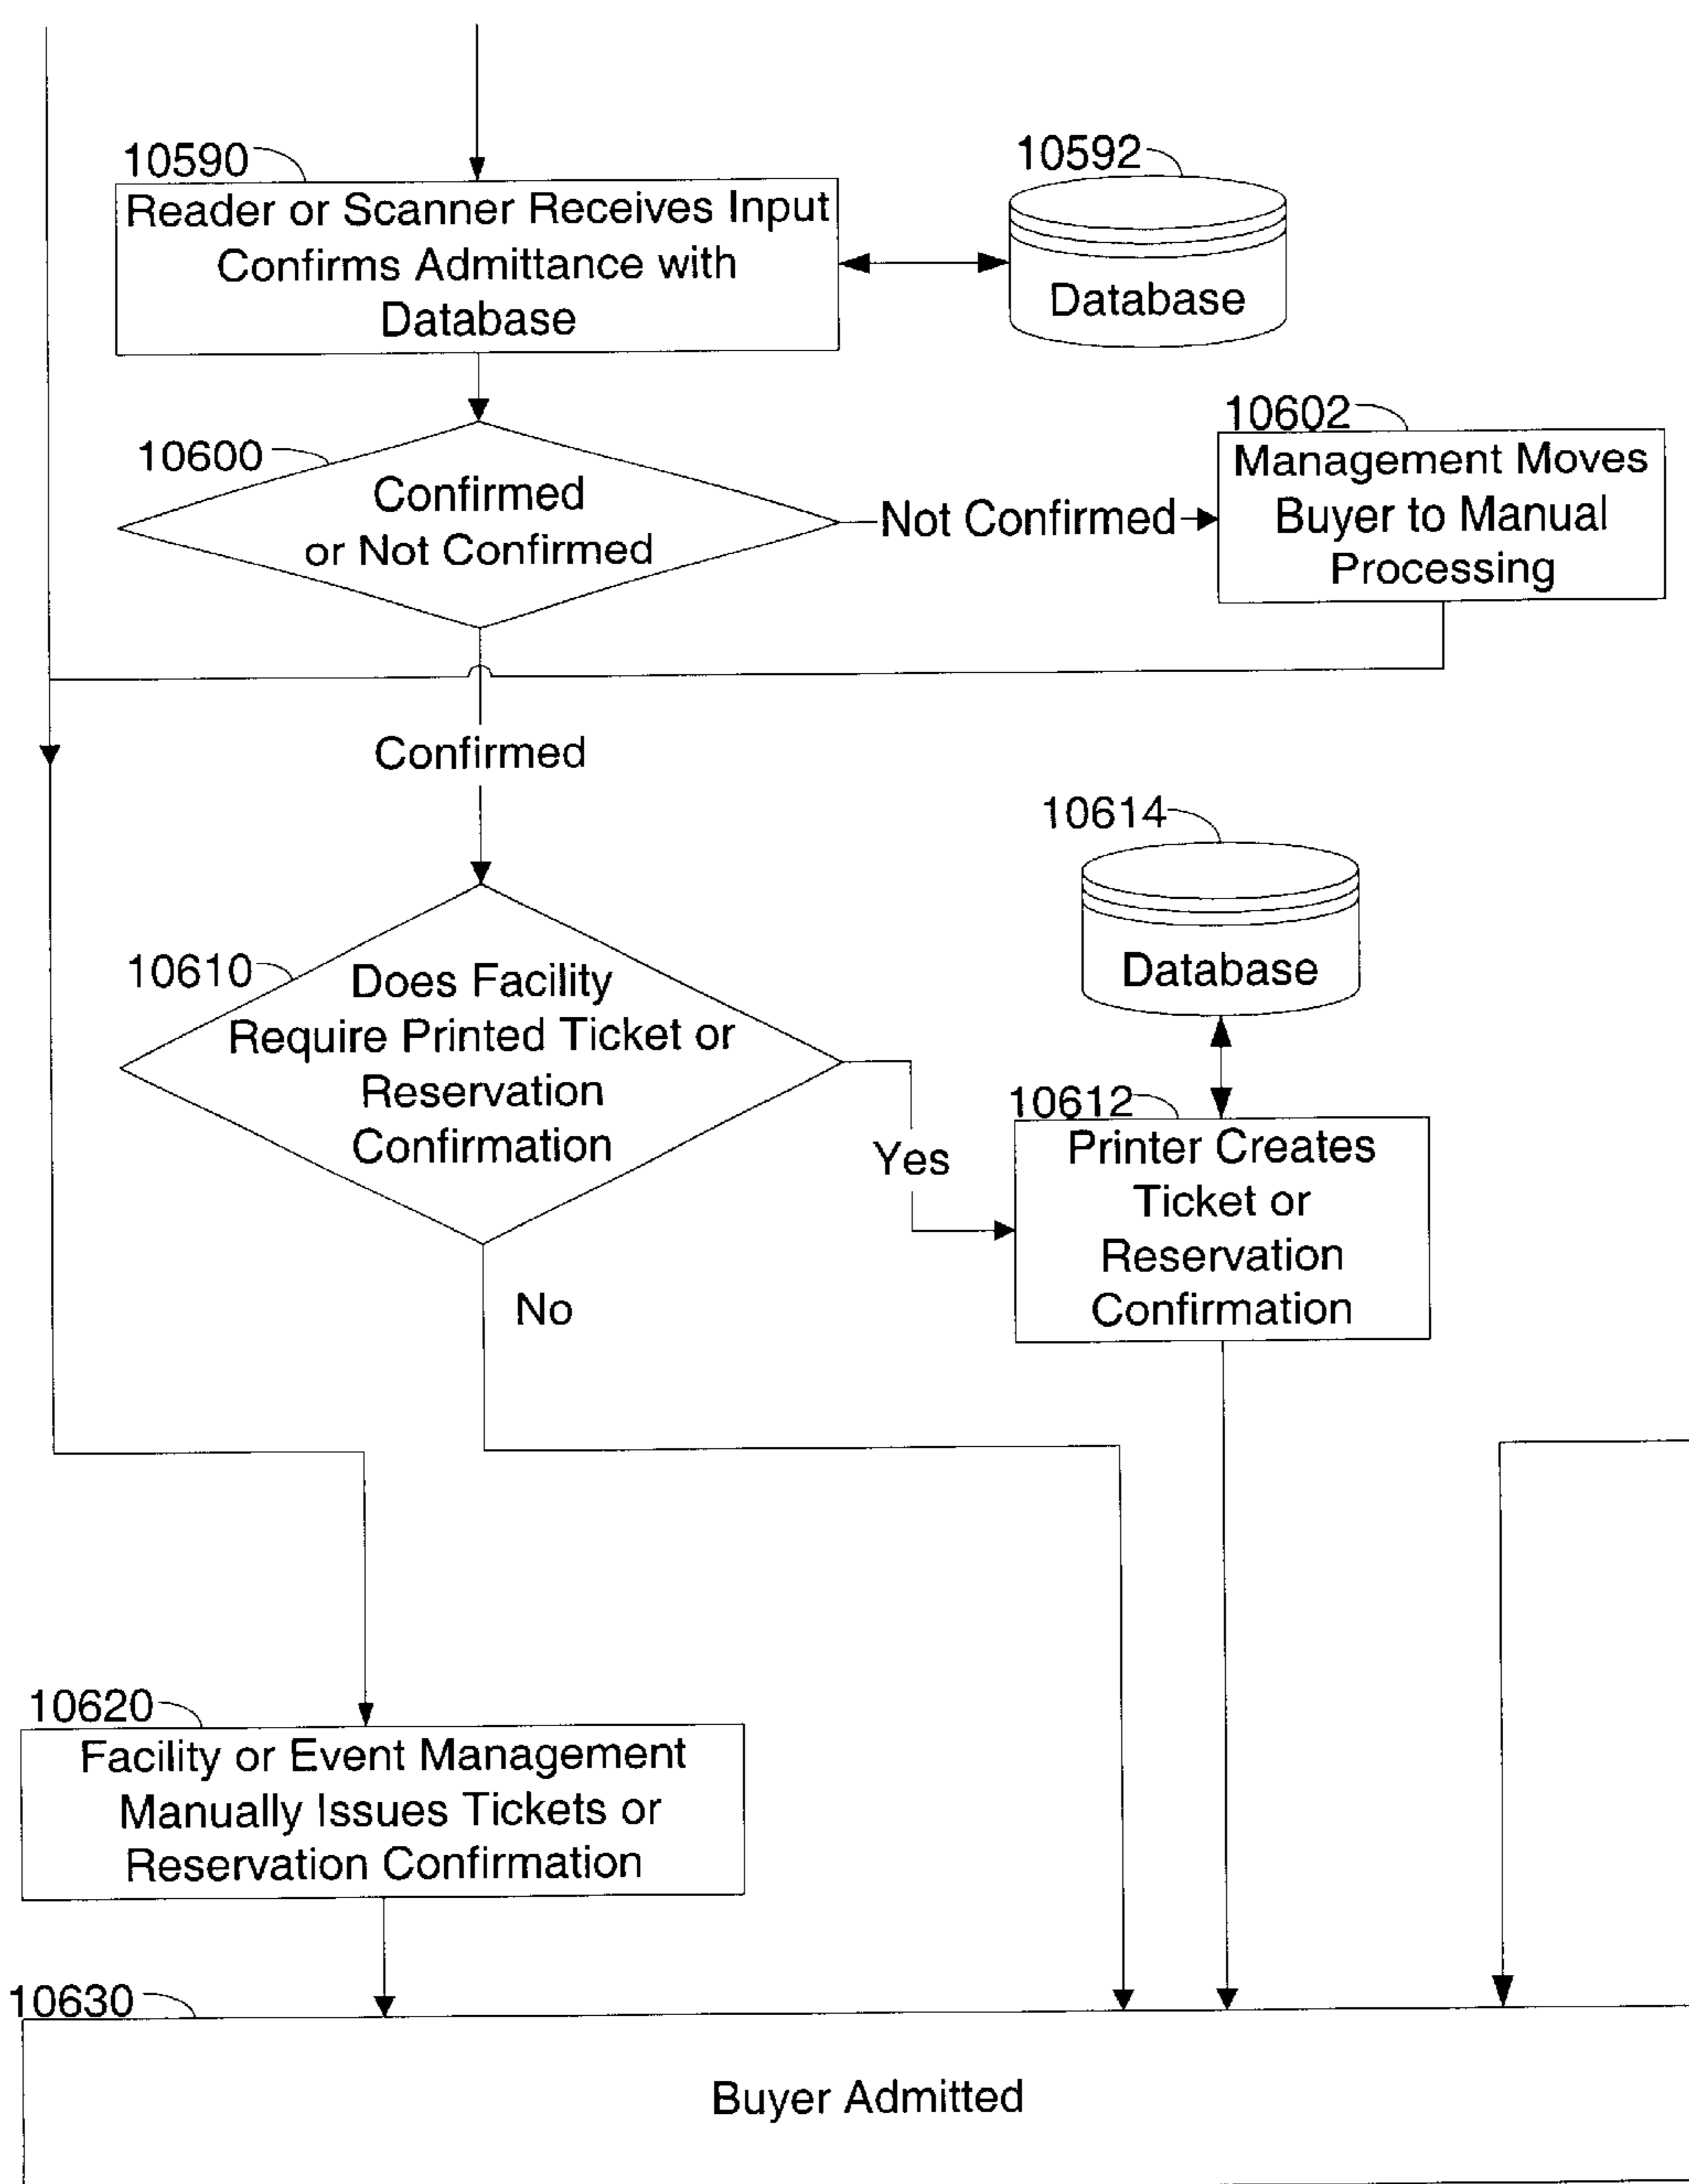 10590
Reader or Scanner Receives Input
Confirms Admittance with
Database
10592
Database
10600
Confirmed
or Not Confirmed
Not Confirmed
10602
Management Moves
Buyer to Manual
Processing
Confirmed
10614
Database
10610
Does Facility
Require Printed Ticket or
Reservation
Confirmation
Yes
10612
Printer Creates
Ticket or
Reservation
Confirmation
No
10620
Facility or Event Management
Manually Issues Tickets or
Reservation Confirmation
10630
Buyer Admitted